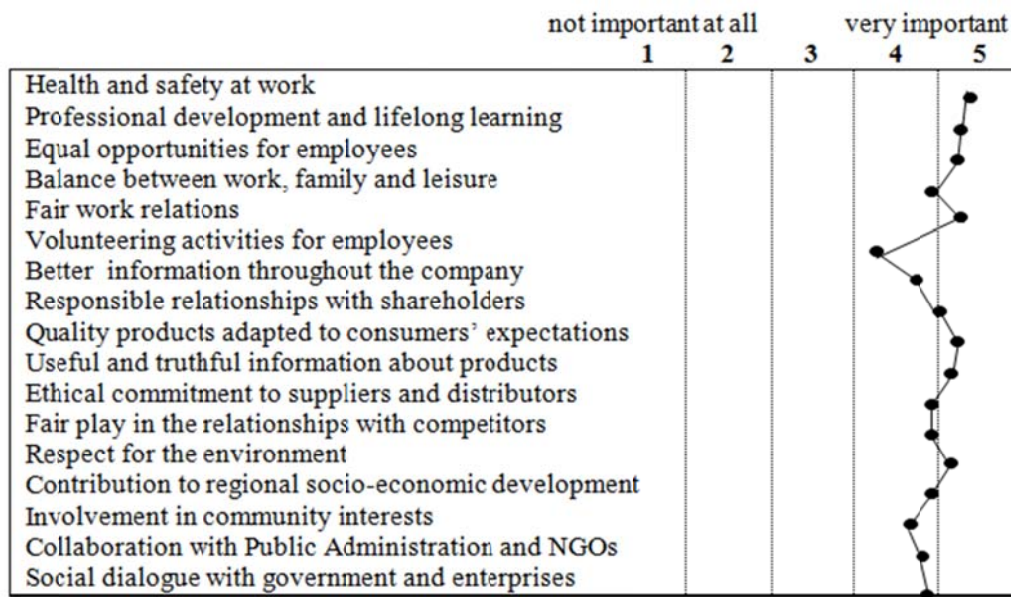 not important at all very important
1 2 3 4 5
Health and safety at work
Professional development and lifelong learning
Equal opportunities for employees
Balance between work, family and leisure
Fair work relations
Volunteering activities for employees
Better information throughout the company
Responsible relationships with shareholders
Quality products adapted to consumers’ expectations
Useful and truthful information about products
Ethical commitment to suppliers and distributors
Fair play in the relationships with competitors
Respect for the environment
Contribution to regional socio-economic development
Involvement in community interests
Collaboration with Public Administration and NGOs
Social dialogue with government and enterprises